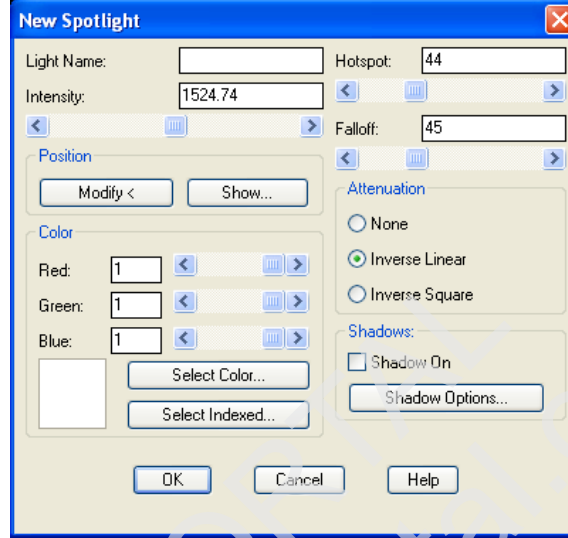 New Spotlight
Light Name:
Intensity: 1524.74
Position
Modify < Show...
Color
Red: 1
Green: 1
Blue: 1
Select Color...
Select Indexed...
Hotspot: 44
Falloff: 45
Attenuation
None
Inverse Linear
Inverse Square
Shadows:
Shadow On
Shadow Options...
OK Cancel Help